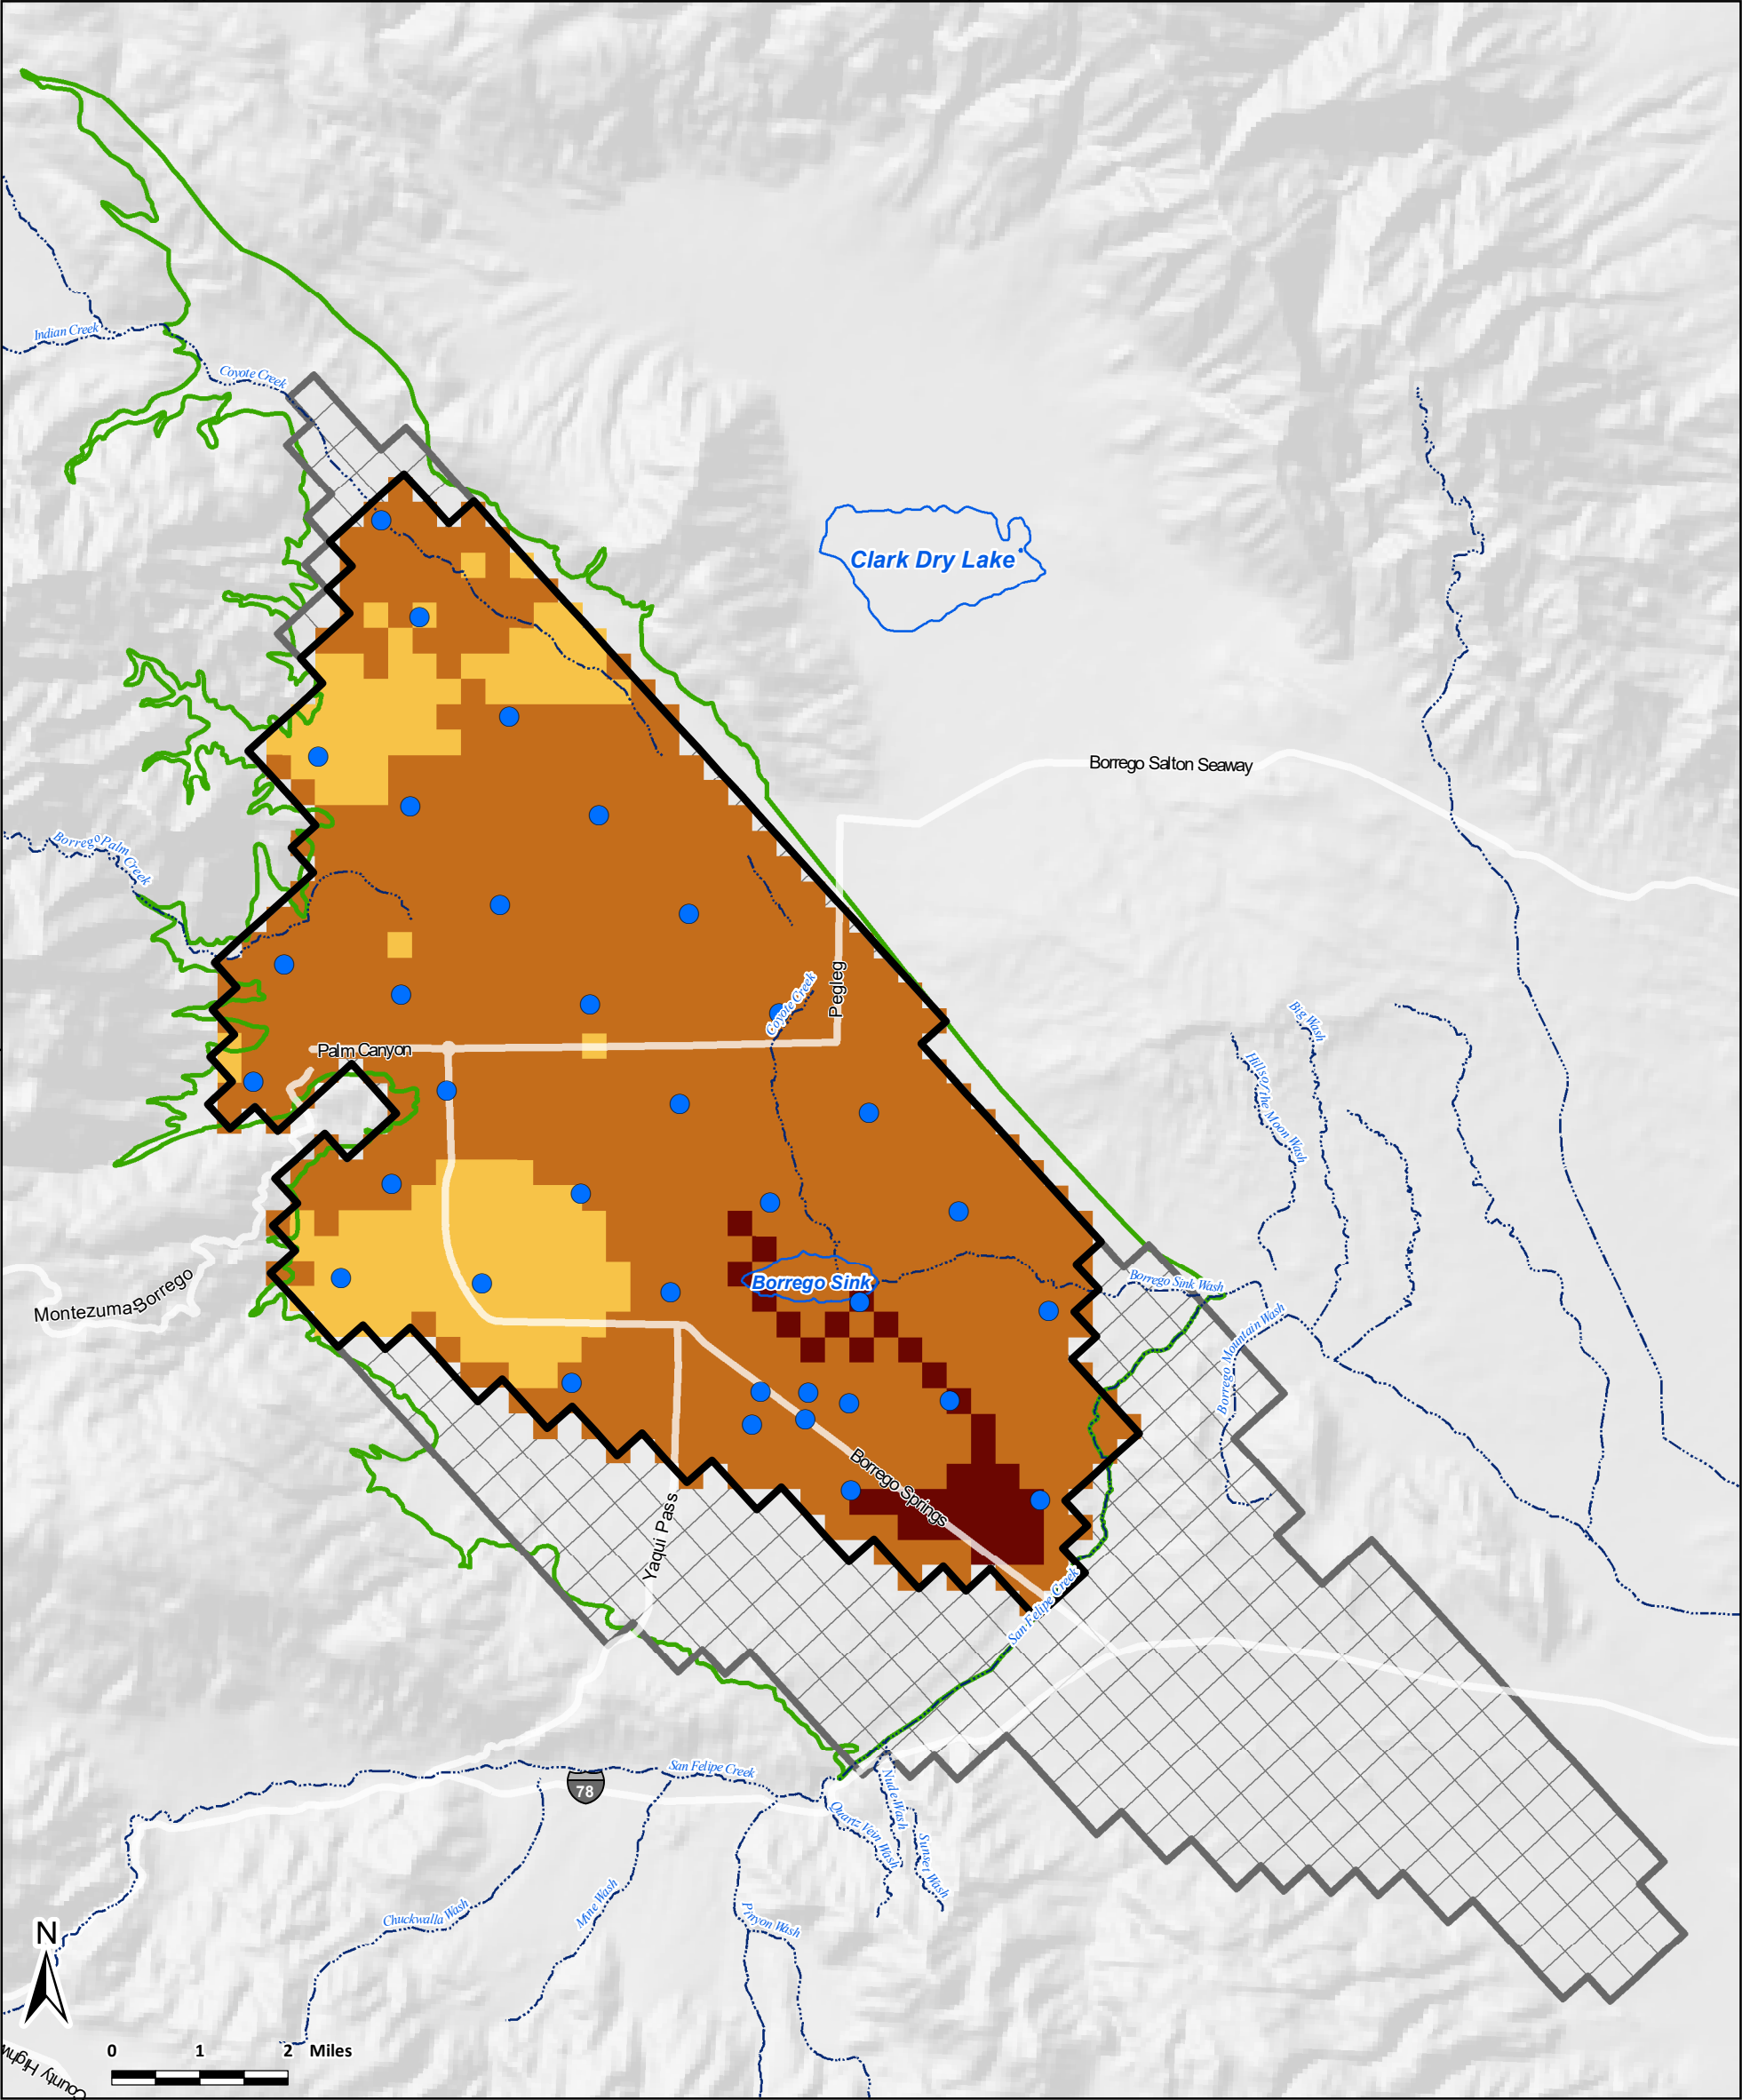 Indian Creek
Coyote Creek
Clark Dry Lake
Borrego Salton Seaway
Borrego Palm
Creek
Pegleg
Coyote Creek
Big Wash
Hills of the Moon Wash
Palm Canyon
Montezuma-Borrego
Borrego Sink
Borrego Sink Wash
Borrego Mountain Wash
Borrego Springs
Yaqui Pass
San Felipe Creek
San Felipe Creek
78
Nude Wash
Quartz Vein Wash
Sunset Wash
Chuckwalla Wash
Mine Wash
Pinyon Wash
N
0 1 2 Miles
County Highw